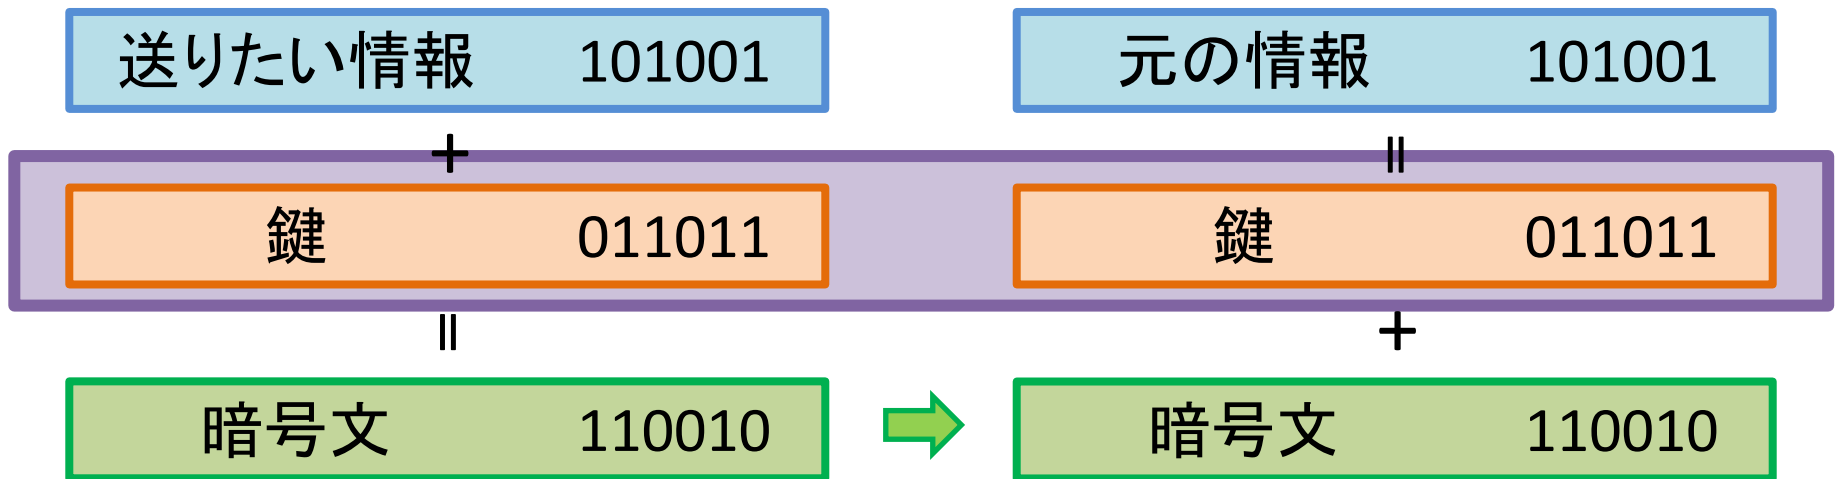 送りたい情報 101001
元の情報 101001
+
=
鍵 011011
鍵 011011
=
+
暗号文 110010
暗号文 110010